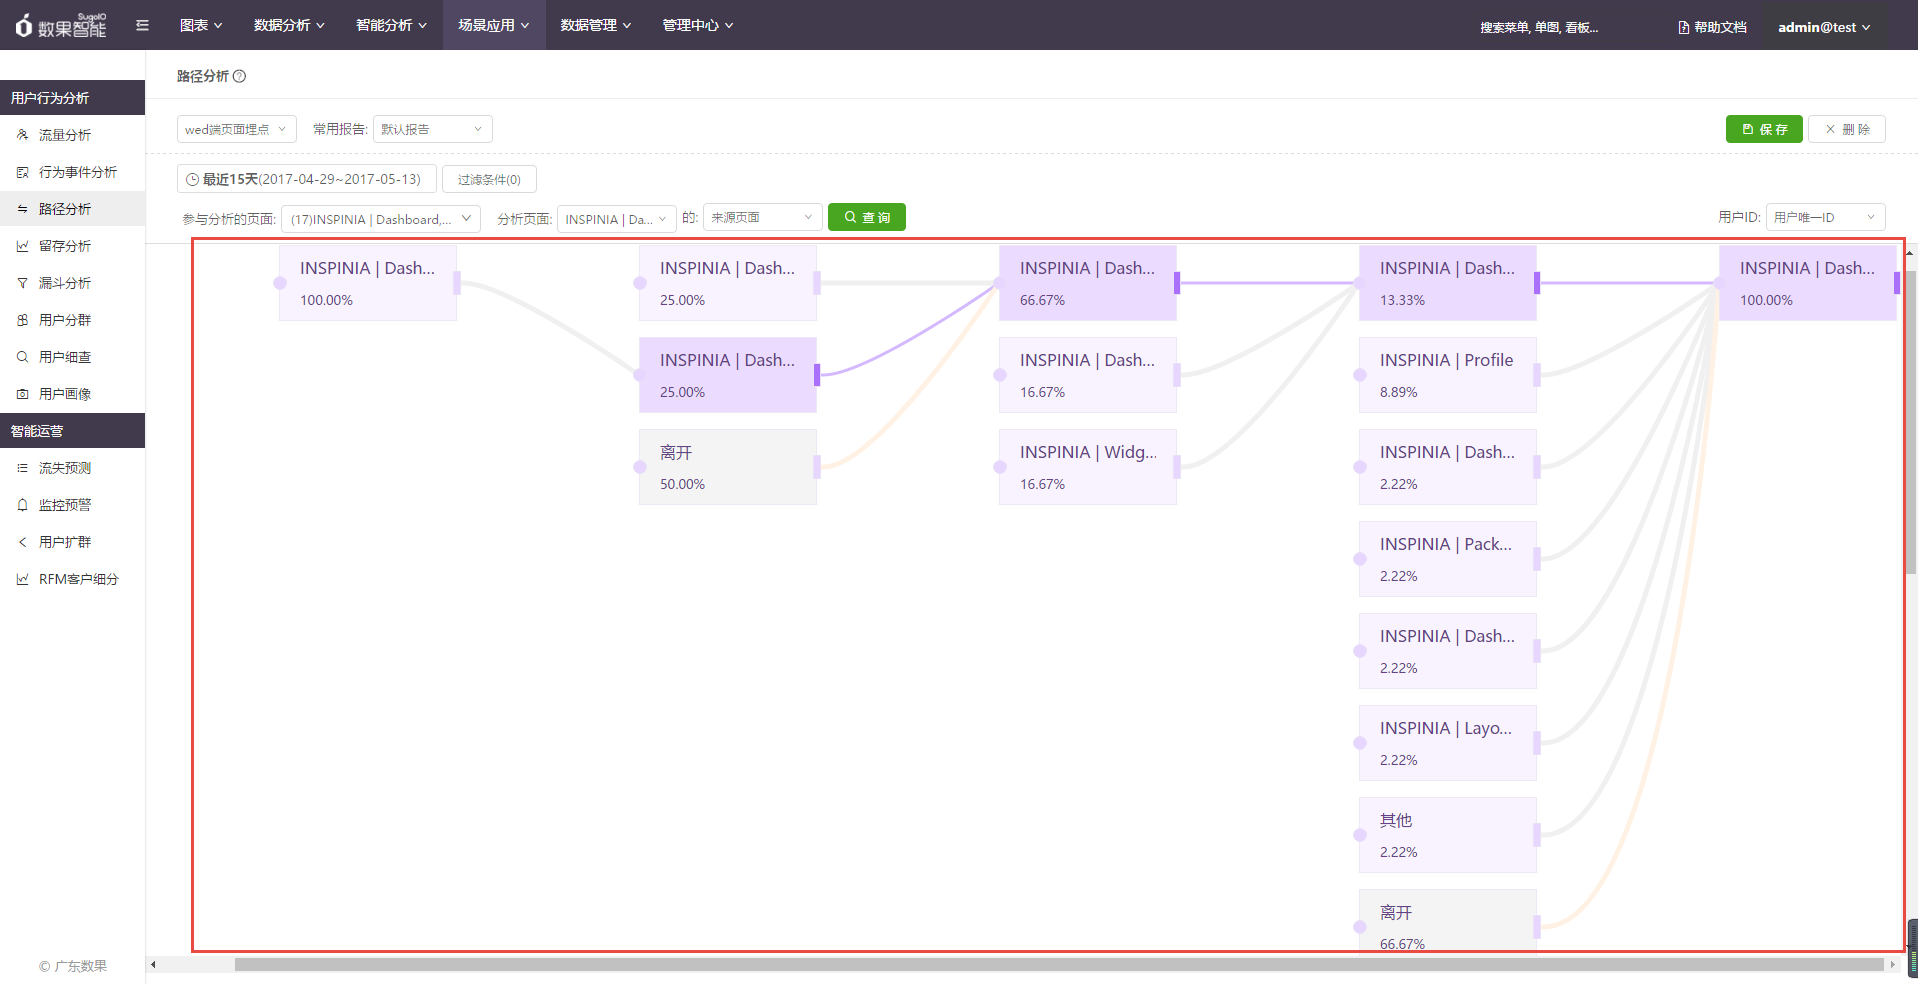 SugoIO
数果智能
图表
数据分析
智能分析
场景应用
数据管理
管理中心
搜索菜单, 单图, 看板...
帮助文档
admin@test
用户行为分析
流量分析
行为事件分析
路径分析
留存分析
漏斗分析
用户分群
用户细查
用户画像
智能运营
流失预测
监控预警
用户扩群
RFM客户细分
© 广东数果
路径分析
wed端页面埋点
常用报告:
默认报告
保存
删除
最近15天(2017-04-29~2017-05-13)
过滤条件(0)
参与分析的页面:
(17)INSPINIA | Dashboard,...
分析页面:
INSPINIA | Da...
的:
来源页面
查询
用户ID:
用户唯一ID
INSPINIA | Dash...
100.00%
INSPINIA | Dash...
25.00%
INSPINIA | Dash...
25.00%
离开
50.00%
INSPINIA | Dash...
66.67%
INSPINIA | Dash...
16.67%
INSPINIA | Widg...
16.67%
INSPINIA | Dash...
13.33%
INSPINIA | Profile
8.89%
INSPINIA | Dash...
2.22%
INSPINIA | Pack...
2.22%
INSPINIA | Dash...
2.22%
INSPINIA | Layo...
2.22%
其他
2.22%
离开
66.67%
INSPINIA | Dash...
100.00%